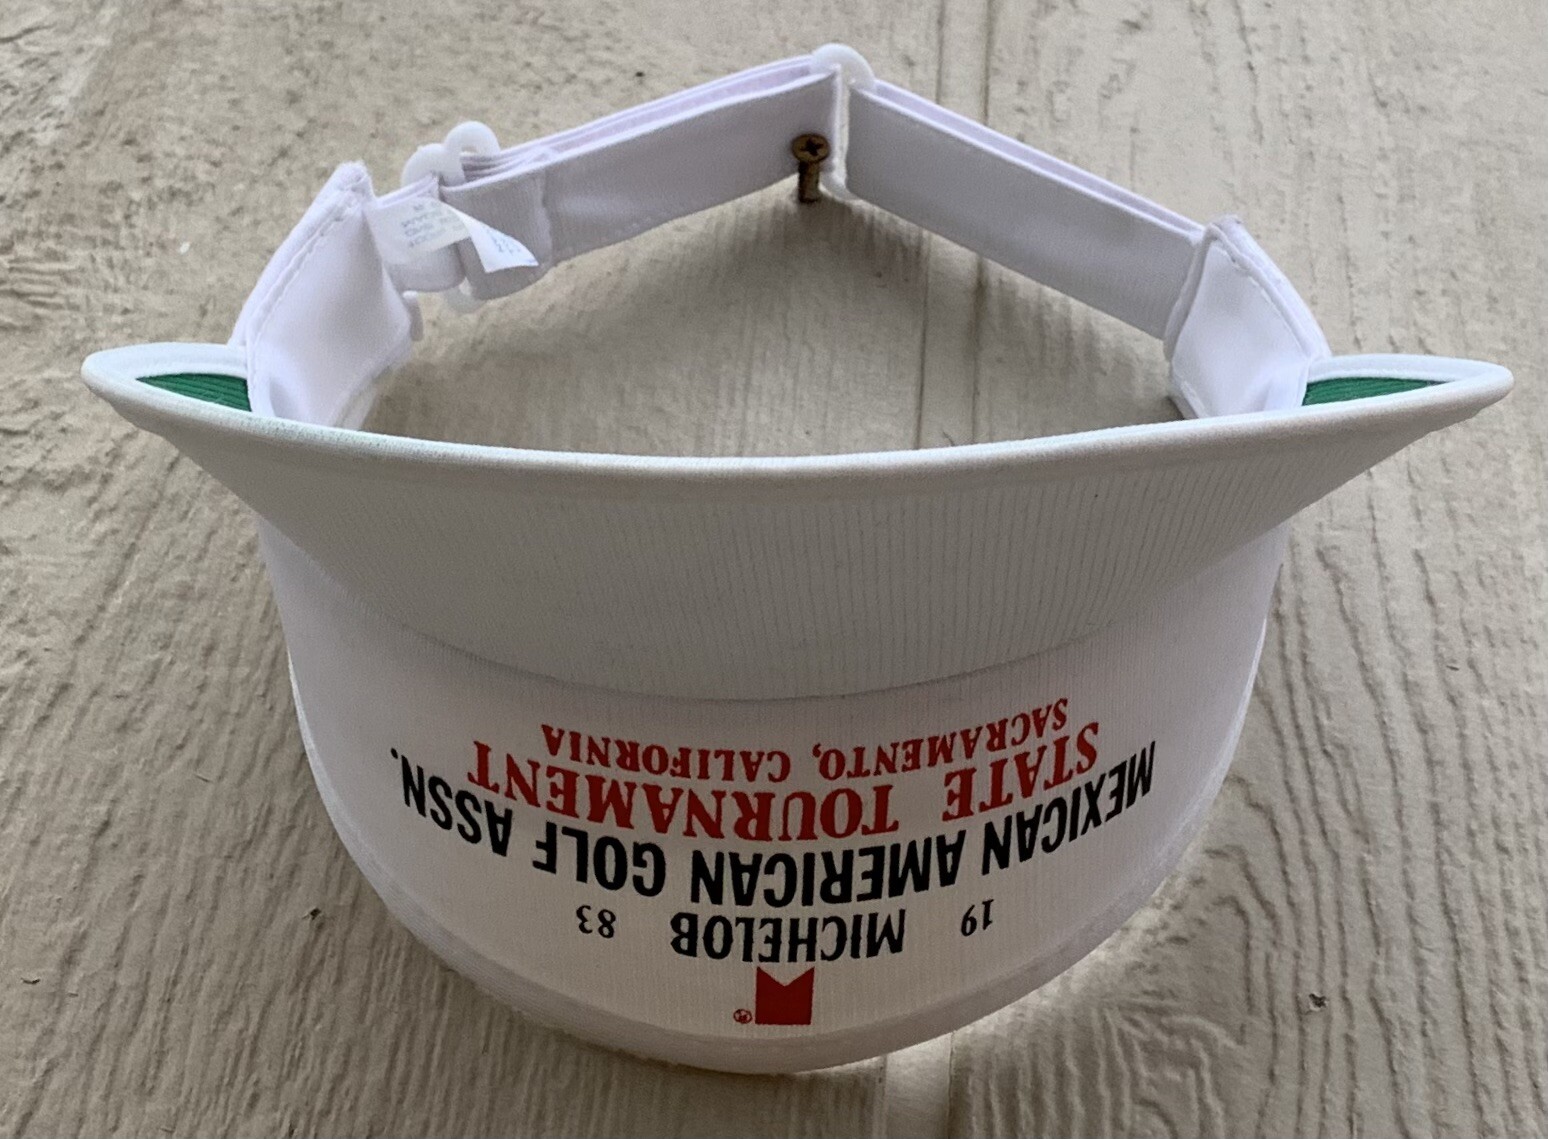 ®
19 MICHELOB 83
MEXICAN AMERICAN GOLF ASSN.
STATE TOURNAMENT
SACRAMENTO, CALIFORNIA